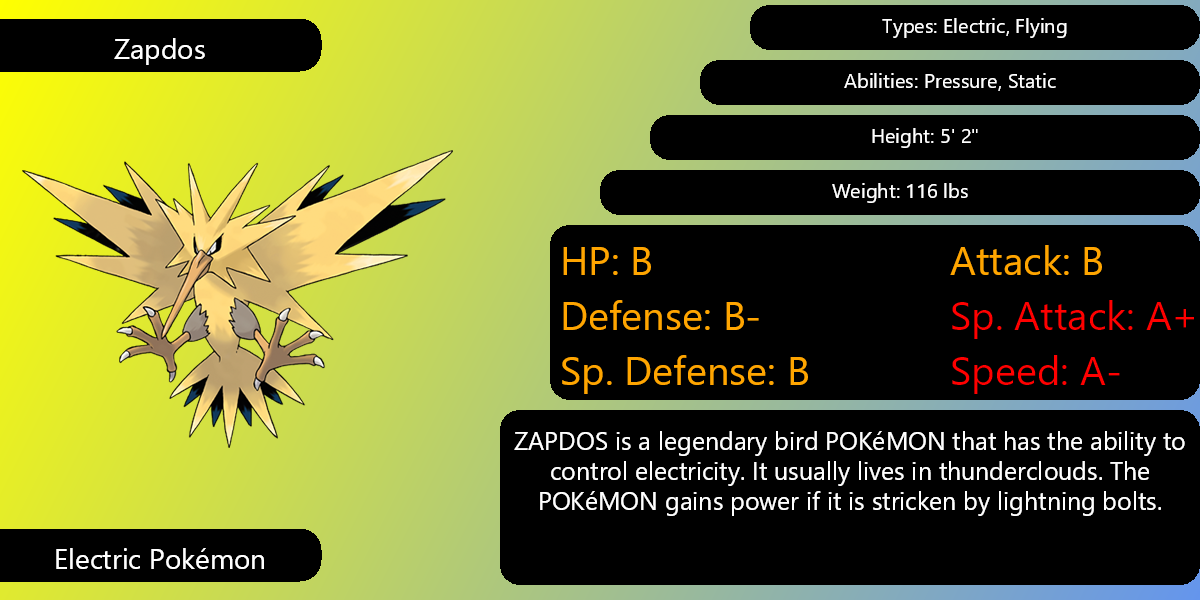 Zapdos
Types: Electric, Flying
Abilities: Pressure, Static
Height: 5' 2"
Weight: 116 lbs
HP: B
Attack: B
Defense: B-
Sp. Attack: A+
Sp. Defense: B
Speed: A-
ZAPDOS is a legendary bird POKéMON that has the ability to
control electricity. It usually lives in thunderclouds. The
POKéMON gains power if it is stricken by lightning bolts.
Electric Pokémon